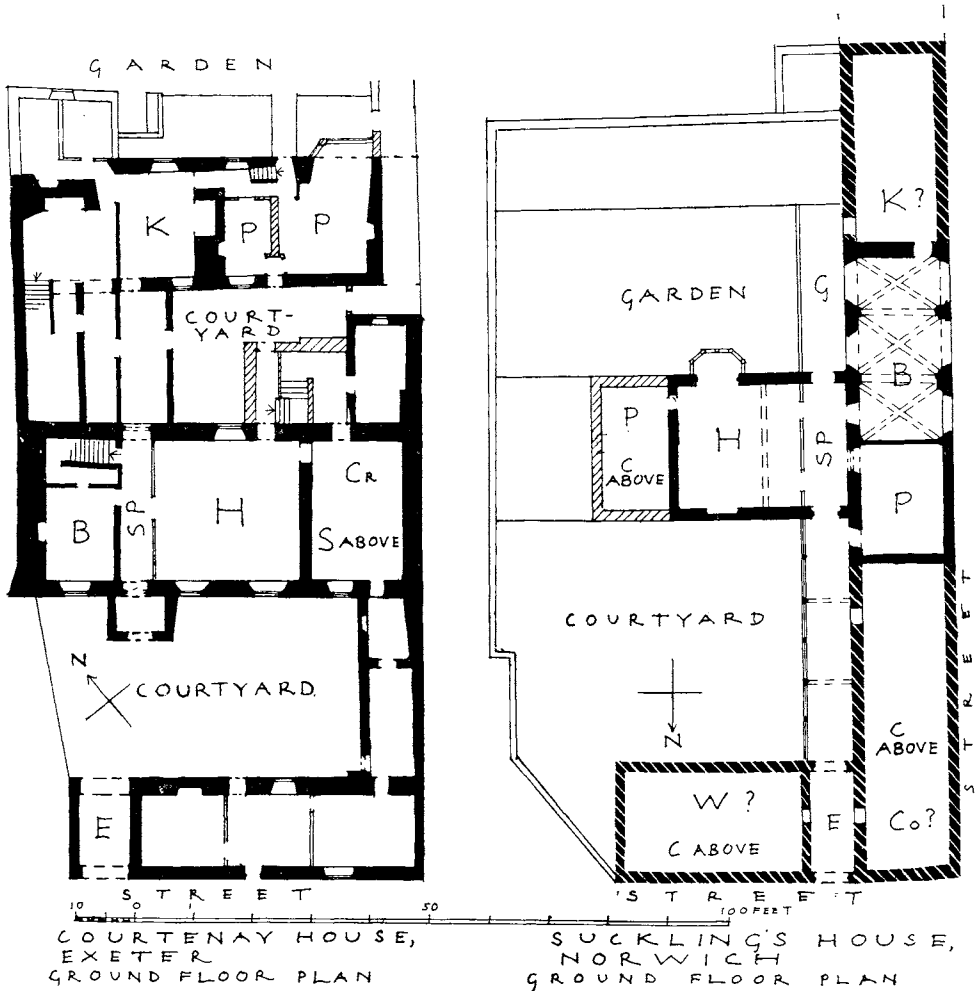 GARDEN
K
P
P
COURT-
YARD
B
SP
H
CR
S ABOVE
N
COURTYARD.
E
STREET
10 0 50 100 FEET
COURTENAY HOUSE,
EXETER
GROUND FLOOR PLAN
K?
GARDEN
G
B
P
C
ABOVE
H
SP
P
COURTYARD
N
C
ABOVE
STREET
W?
C ABOVE
E
Co?
STREET
SUCKLING'S HOUSE,
NORWICH
GROUND FLOOR PLAN